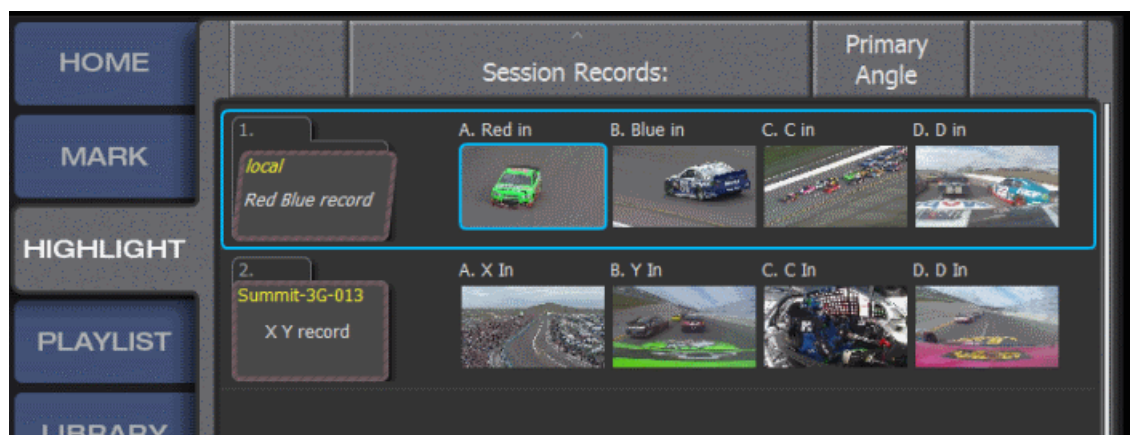 HOME
MARK
HIGHLIGHT
PLAYLIST
LIBRARY
Session Records:
Primary
Angle
1.
local
Red Blue record
A. Red in
B. Blue in
C. C in
D. D in
2.
Summit-3G-013
X Y record
A. X In
B. Y In
C. C In
D. D In